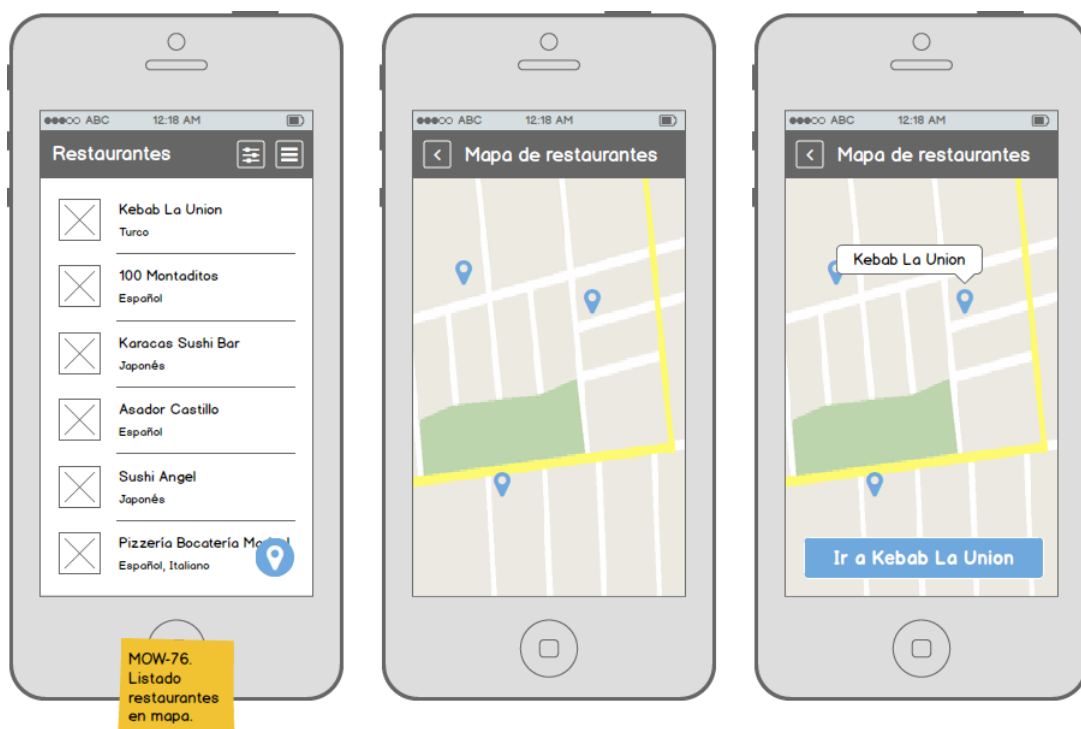 ABC 12:18 AM
Restaurantes
Kebab La Union
Turco
100 Montaditos
Español
Karacas Sushi Bar
Japonés
Asador Castillo
Español
Sushi Angel
Japonés
Pizzería Bocatería
Español, Italiano
MOW-76.
Listado
restaurantes
en mapa.
ABC 12:18 AM
Mapa de restaurantes
ABC 12:18 AM
Mapa de restaurantes
Kebab La Union
Ir a Kebab La Union